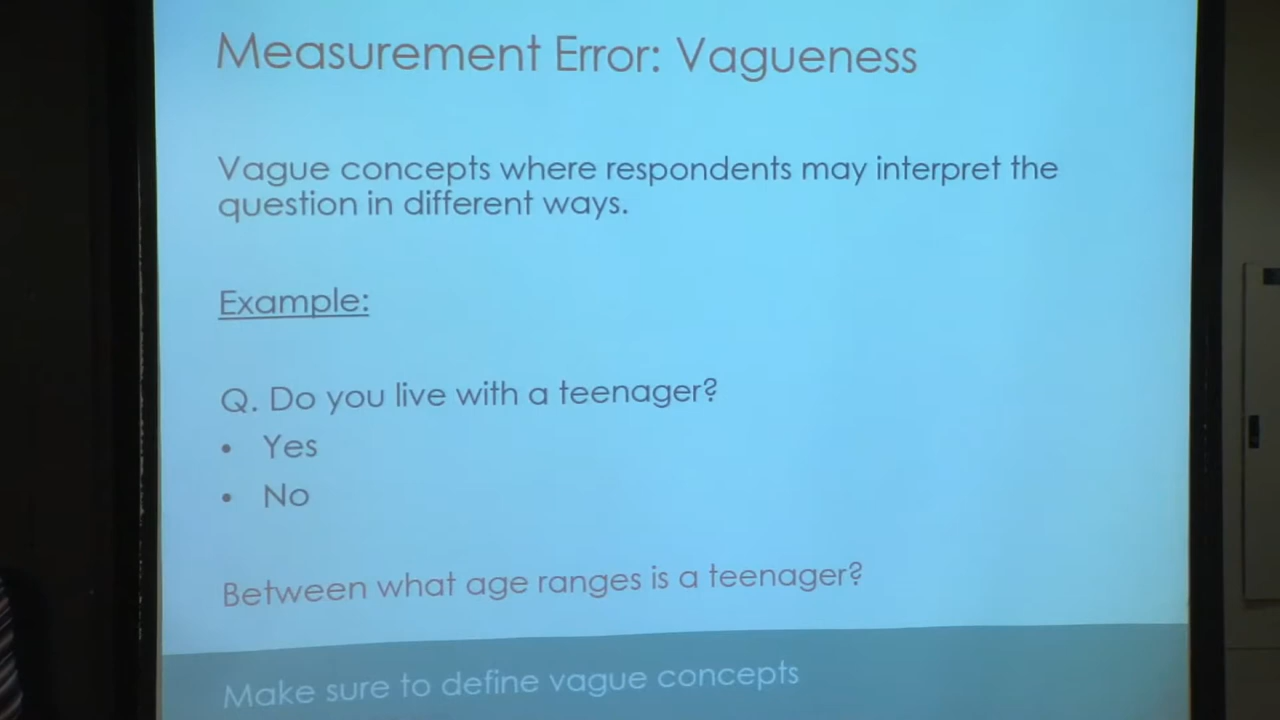 Measurement Error: Vagueness
Vague concepts where respondents may interpret the
question in different ways.
Example:
Q. Do you live with a teenager?
• Yes
• No
Between what age ranges is a teenager?
Make sure to define vague concepts